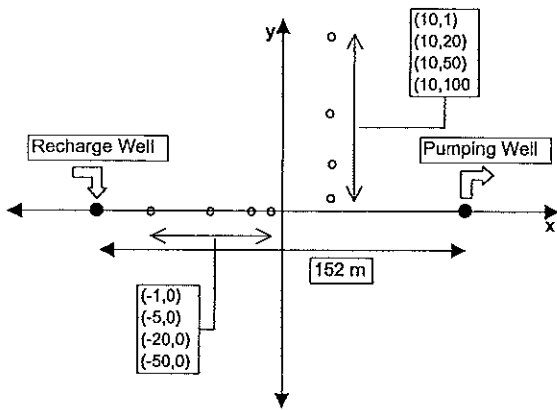 y
(10,1)
(10,20)
(10,50)
(10,100
Recharge Well
Pumping Well
x
152 m
(-1,0)
(-5,0)
(-20,0)
(-50,0)